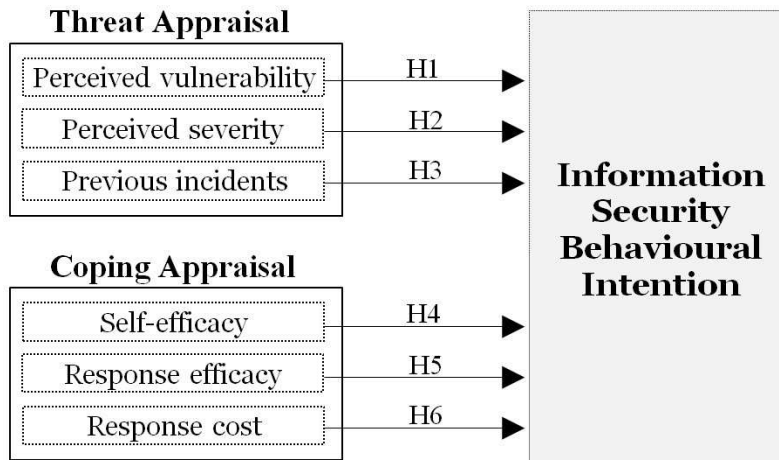 Threat Appraisal
Perceived vulnerability
H1
Perceived severity
H2
Previous incidents
H3
Coping Appraisal
Self-efficacy
H4
Response efficacy
H5
Response cost
H6
Information
Security
Behavioural
Intention